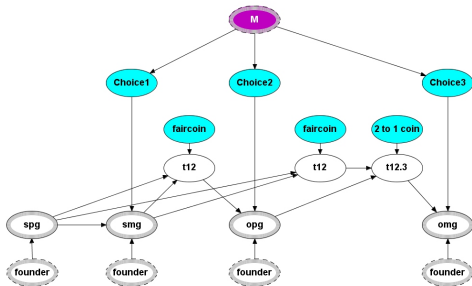 M
Choice1 Choice2 Choice3
faircoin faircoin 2 to 1 coin
t12 t12 t12.3
spg smg opg omg
founder founder founder founder